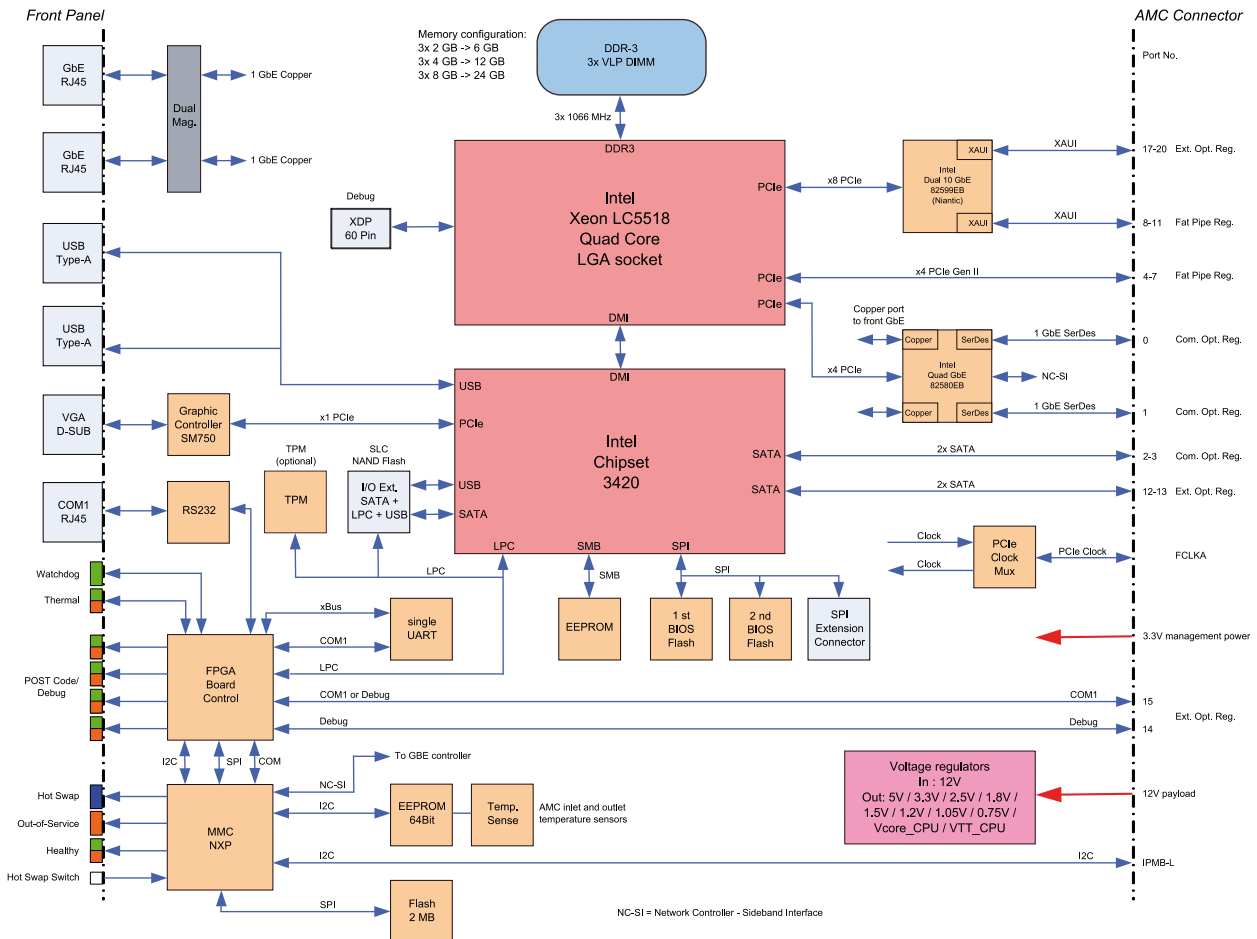 Front Panel
AMC Connector
Port No.
Memory configuration:
3x 2 GB -> 6 GB
3x 4 GB -> 12 GB
3x 8 GB -> 24 GB
DDR-3
3x VLP DIMM
3x 1066 MHz
GbE
RJ45
Dual
Mag.
1 GbE Copper
GbE
RJ45
1 GbE Copper
Debug
XDP
60 Pin
DDR3
Intel
Xeon LC5518
Quad Core
LGA socket
PCIe
PCIe
PCIe
DMI
x8 PCIe
XAUI
Intel
Dual 10 GbE
82599EB
(Niantic)
XAUI
XAUI
17-20 Ext. Opt. Reg.
XAUI
8-11 Fat Pipe Reg.
x4 PCIe Gen II
4-7 Fat Pipe Reg.
USB
Type-A
USB
Type-A
Copper port
to front GbE
Copper
SerDes
Intel
Quad GbE
82580EB
Copper
SerDes
x4 PCIe
1 GbE SerDes
0 Com. Opt. Reg.
NC-SI
1 GbE SerDes
1 Com. Opt. Reg.
DMI
USB
PCIe
USB
SATA
Intel
Chipset
3420
SATA
SATA
LPC
SMB
SPI
2x SATA
2-3 Com. Opt. Reg.
2x SATA
12-13 Ext. Opt. Reg.
VGA
D-SUB
Graphic
Controller
SM750
x1 PCIe
TPM
(optional)
TPM
SLC
NAND Flash
I/O Ext.
SATA +
LPC + USB
COM1
RJ45
RS232
LPC
SMB
SPI
EEPROM
1 st
BIOS
Flash
2 nd
BIOS
Flash
SPI
Extension
Connector
Clock
Clock
PCIe
Clock
Mux
PCIe Clock
FCLKA
Watchdog
Thermal
POST Code/
Debug
FPGA
Board
Control
xBus
COM1
single
UART
LPC
COM1 or Debug
COM1
15
Ext. Opt. Reg.
Debug
Debug
14
3.3V management power
I2C
SPI
COM
Hot Swap
Out-of-Service
Healthy
Hot Swap Switch
MMC
NXP
NC-SI
To GBE controller
I2C
EEPROM
64Bit
Temp.
Sense
AMC inlet and outlet
temperature sensors
Voltage regulators
In : 12V
Out: 5V / 3.3V / 2.5V / 1.8V /
1.5V / 1.2V / 1.05V / 0.75V /
Vcore_CPU / VTT_CPU
12V payload
I2C
I2C
IPMB-L
SPI
Flash
2 MB
NC-SI = Network Controller - Sideband Interface